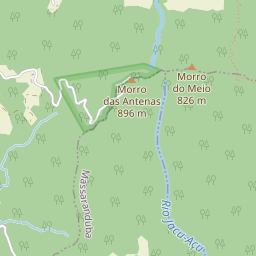 Morro
das Antenas
896 m
Morro
do Meio
826 m
Massaranduba
Rio Jacu-Açu